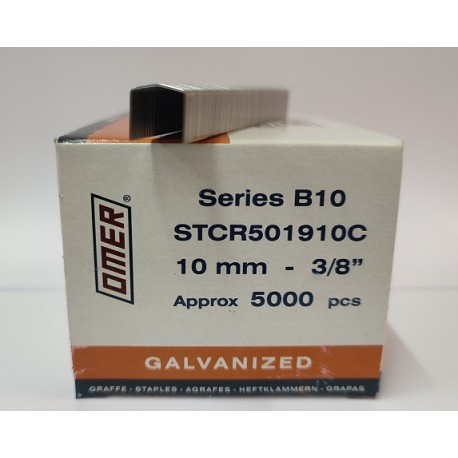 OMER®
Series B10
STCR501910C
10 mm - 3/8"
Approx 5000 pcs
GALVANIZED
GRAFFE - STAPLES - AGRAFES - HEFTKLAMMERN - GRAPAS